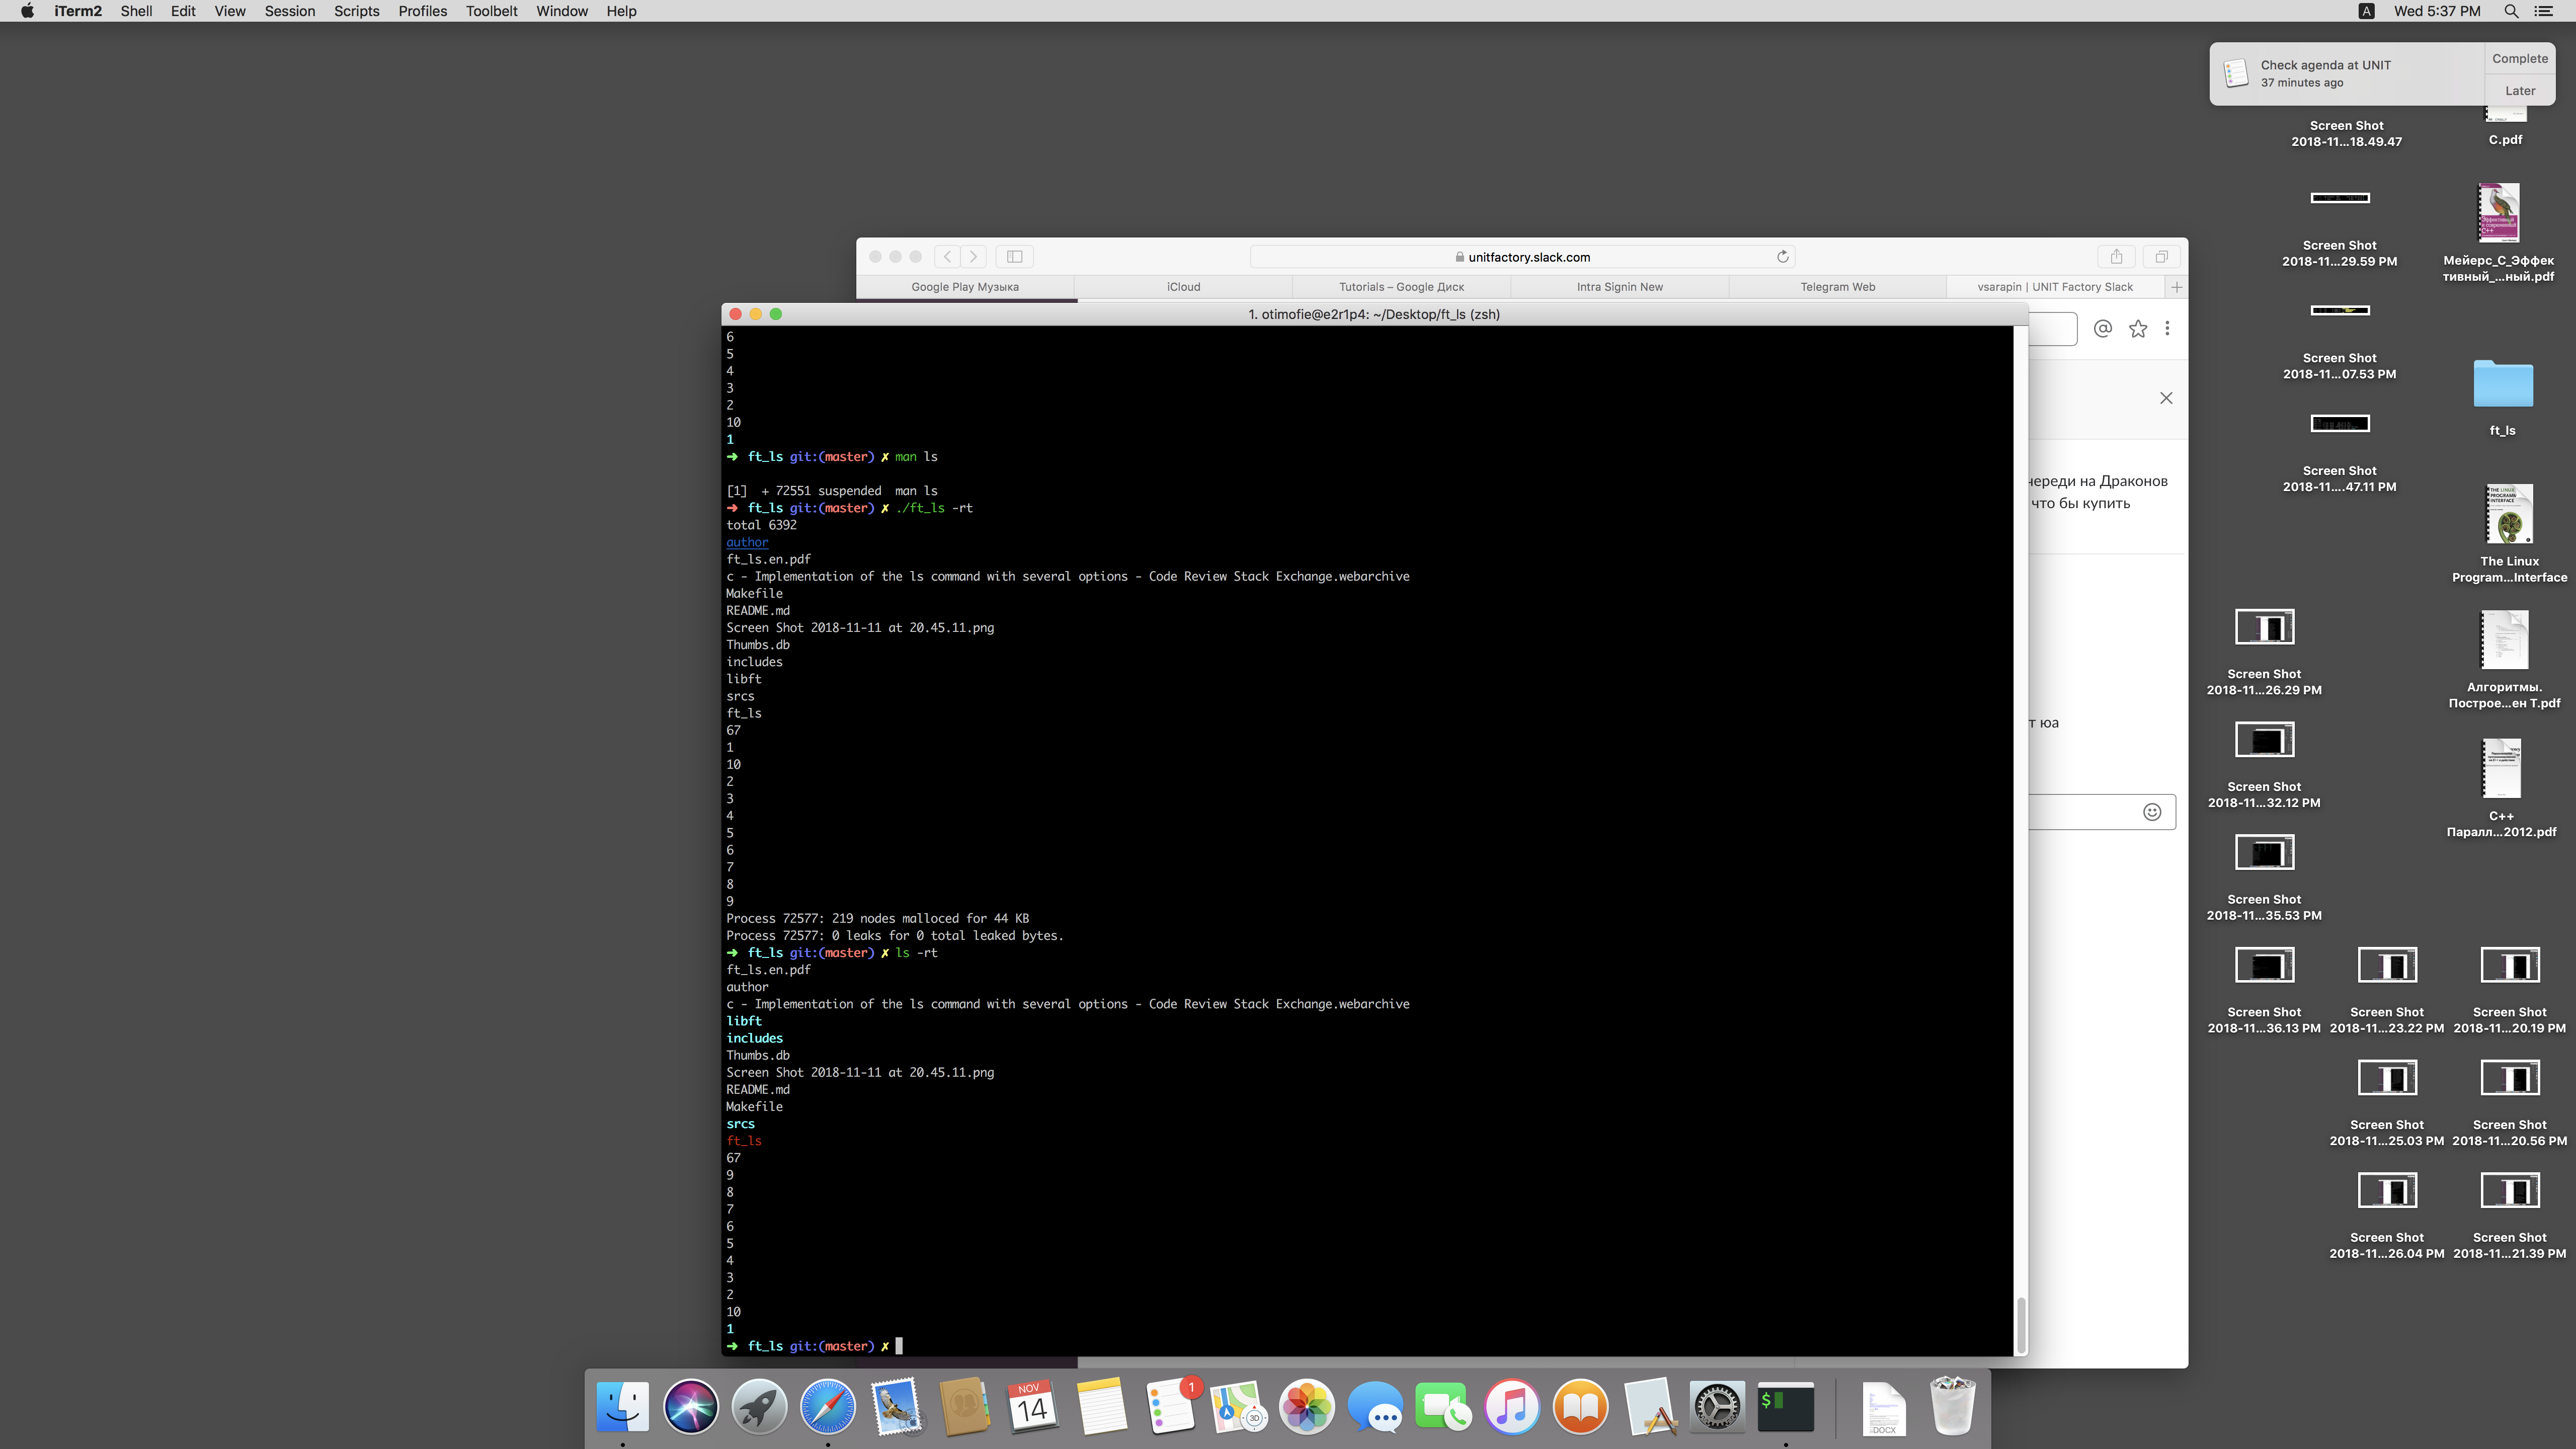 iTerm2 Shell Edit View Session Scripts Profiles Toolbelt Window Help
A Wed 5:37 PM
Check agenda at UNIT
37 minutes ago
Complete
Later
Screen Shot
2018-11...18.49.47
C.pdf
Screen Shot
2018-11...29.59 PM
Мейерс_С_Эффек
тивный_...ный.pdf
Screen Shot
2018-11...07.53 PM
ft_ls
Screen Shot
2018-11....47.11 PM
The Linux
Program...Interface
Screen Shot
2018-11...26.29 PM
Алгоритмы.
Построе...ен Т.pdf
Screen Shot
2018-11...32.12 PM
C++
Паралл...2012.pdf
Screen Shot
2018-11...35.53 PM
Screen Shot
2018-11...36.13 PM
Screen Shot
2018-11...23.22 PM
Screen Shot
2018-11...20.19 PM
Screen Shot
2018-11...25.03 PM
Screen Shot
2018-11...20.56 PM
Screen Shot
2018-11...26.04 PM
Screen Shot
2018-11...21.39 PM
unitfactory.slack.com
Google Play Музыка
iCloud
Tutorials – Google Диск
Intra Signin New
Telegram Web
vsarapin | UNIT Factory Slack
череди на Драконов
что бы купить
т юа
1. otimofie@e2r1p4: ~/Desktop/ft_ls (zsh)
6
5
4
3
2
10
1
➜ ft_ls git:(master) ✗ man ls
[1]  + 72551 suspended  man ls
➜ ft_ls git:(master) ✗ ./ft_ls -rt
total 6392
author
ft_ls.en.pdf
c - Implementation of the ls command with several options - Code Review Stack Exchange.webarchive
Makefile
README.md
Screen Shot 2018-11-11 at 20.45.11.png
Thumbs.db
includes
libft
srcs
ft_ls
67
1
10
2
3
4
5
6
7
8
9
Process 72577: 219 nodes malloced for 44 KB
Process 72577: 0 leaks for 0 total leaked bytes.
➜ ft_ls git:(master) ✗ ls -rt
ft_ls.en.pdf
author
c - Implementation of the ls command with several options - Code Review Stack Exchange.webarchive
libft
includes
Thumbs.db
Screen Shot 2018-11-11 at 20.45.11.png
README.md
Makefile
srcs
ft_ls
67
9
8
7
6
5
4
3
2
10
1
➜ ft_ls git:(master) ✗
NOV
14
1
3D
$
DOCX